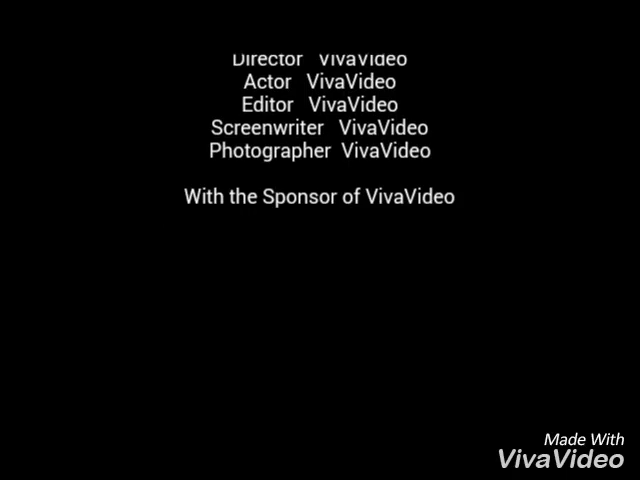 Director VivaVideo
Actor VivaVideo
Editor VivaVideo
Screenwriter VivaVideo
Photographer VivaVideo
With the Sponsor of VivaVideo
Made With
VivaVideo